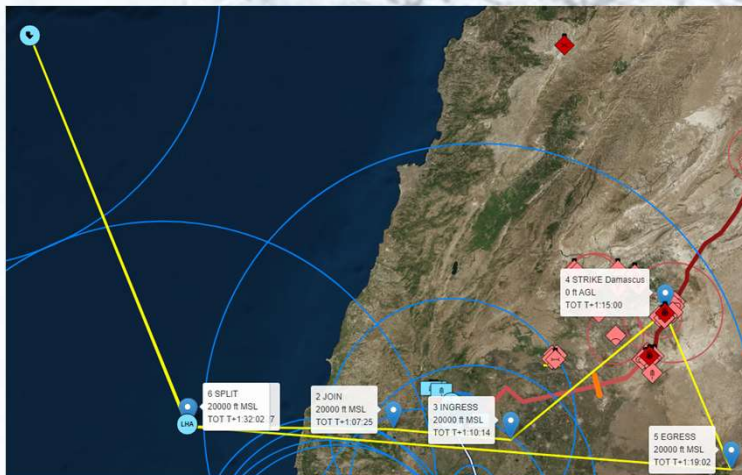 4 STRIKE Damascus
0 ft AGL
TOT T+1:15:00
6 SPLIT
20000 ft MSL
TOT T+1:32:02 7
LHA
2 JOIN
20000 ft MSL
TOT T+1:07:25
3 INGRESS
20000 ft MSL
TOT T+1:10:14
5 EGRESS
20000 ft MSL
TOT T+1:19:02